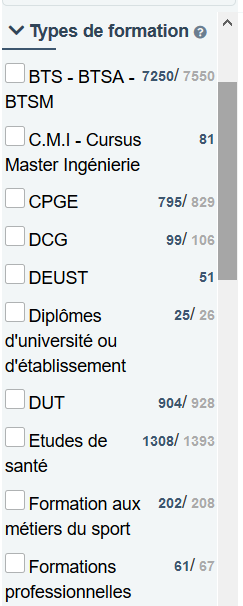 Types de formation ?
BTS - BTSA - 7250/ 7550
BTSM
C.M.I - Cursus 81
Master Ingénierie
CPGE 795/ 829
DCG 99/ 106
DEUST 51
Diplômes 25/ 26
d'université ou
d'établissement
DUT 904/ 928
Etudes de 1308/ 1393
santé
Formation aux 202/ 208
métiers du sport
Formations 61/ 67
professionnelles